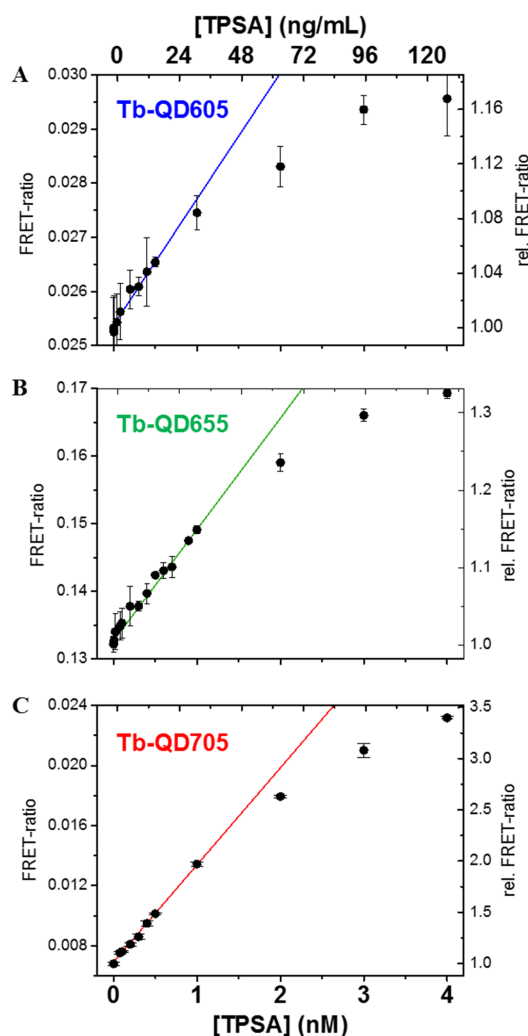 [TPSA] (ng/mL)
0 24 48 72 96 120
A
Tb-QD605
FRET-ratio
0.030
0.029
0.028
0.027
0.026
0.025
1.16
1.12
1.08
1.04
1.00
rel. FRET-ratio
B
Tb-QD655
FRET-ratio
0.17
0.16
0.15
0.14
0.13
1.3
1.2
1.1
1.0
rel. FRET-ratio
C
Tb-QD705
FRET-ratio
0.024
0.020
0.016
0.012
0.008
3.5
3.0
2.5
2.0
1.5
1.0
rel. FRET-ratio
0 1 2 3 4
[TPSA] (nM)